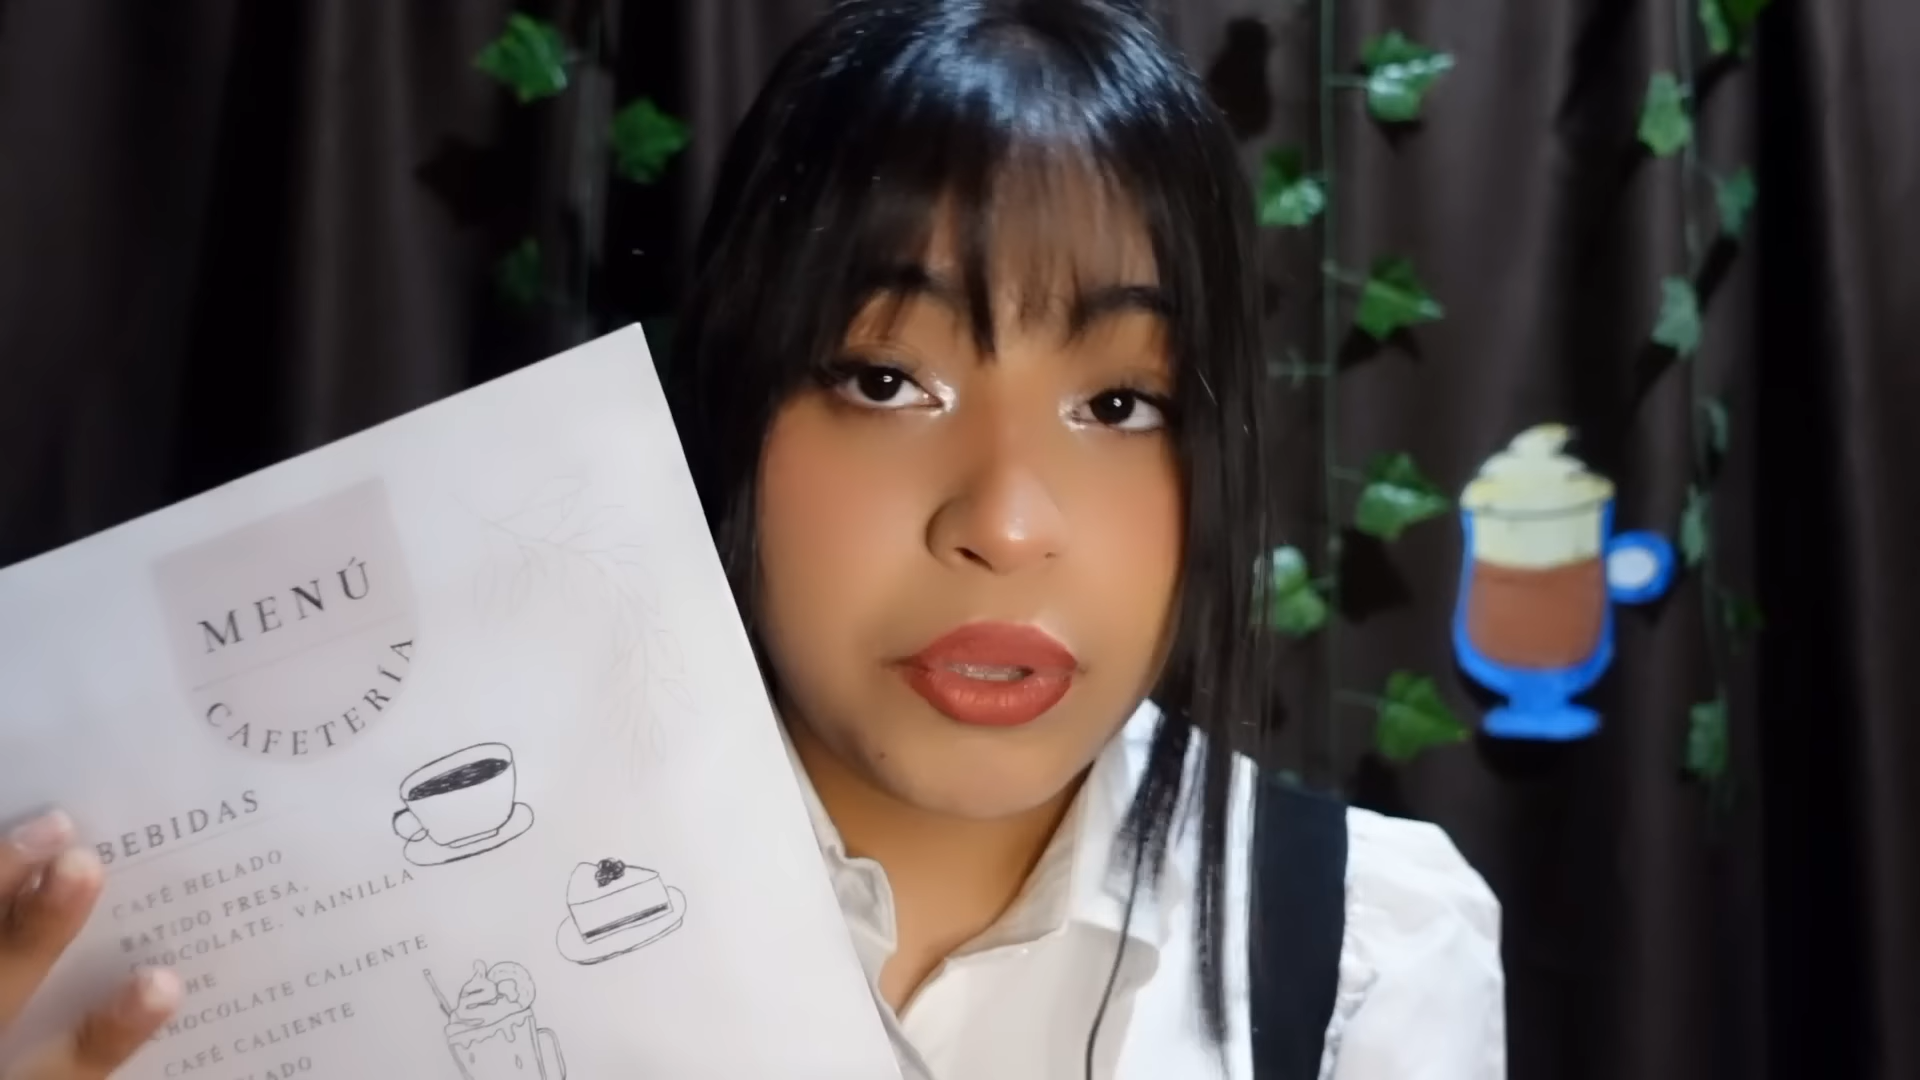 MENÚ
CAFETERÍA
BEBIDAS
CAFÉ HELADO
BATIDO FRESA,
CHOCOLATE, VAINILLA
CHOCOLATE CALIENTE
CAFÉ CALIENTE